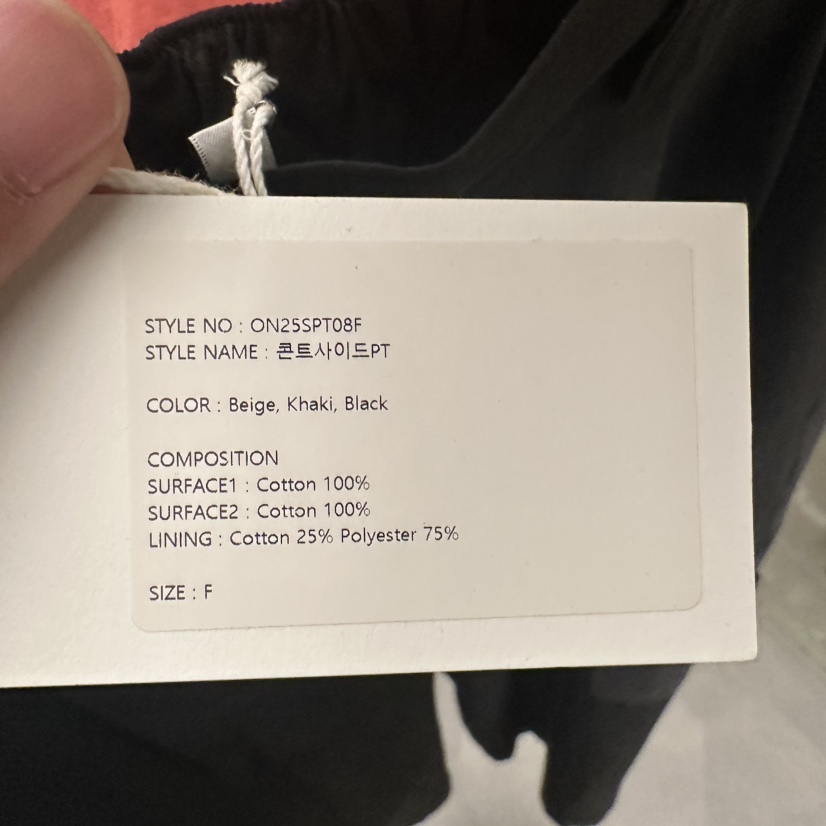 STYLE NO : ON25SPT08F
STYLE NAME : 콘트사이드PT
COLOR : Beige, Khaki, Black
COMPOSITION
SURFACE1 : Cotton 100%
SURFACE2 : Cotton 100%
LINING : Cotton 25% Polyester 75%
SIZE : F